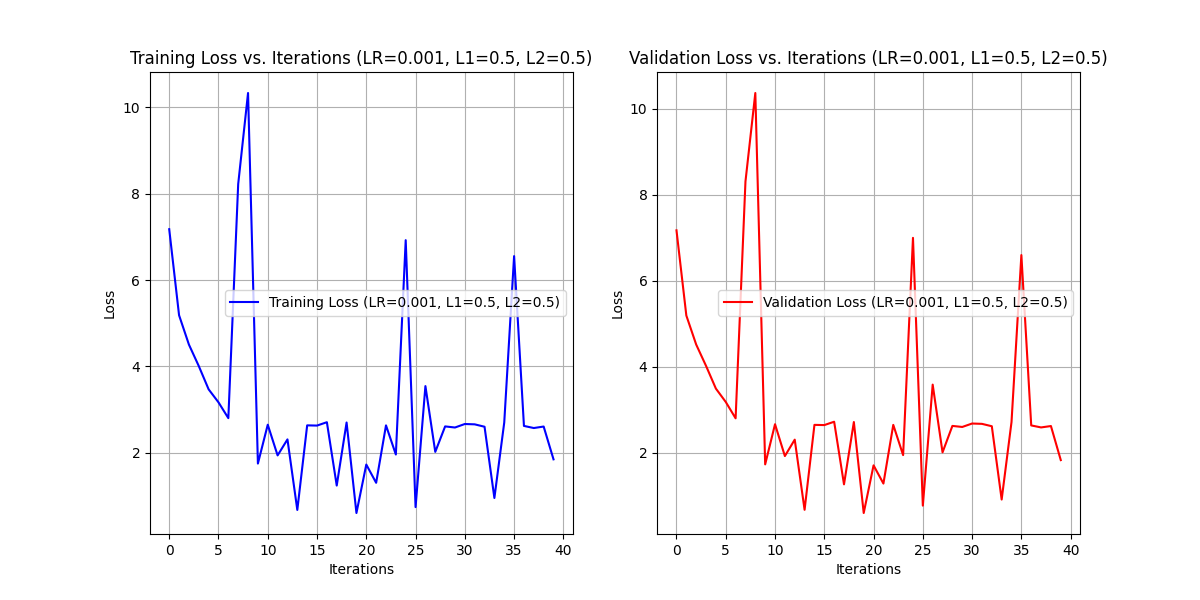 Training Loss vs. Iterations (LR=0.001, L1=0.5, L2=0.5)
10
8
6
4
2
Loss
Training Loss (LR=0.001, L1=0.5, L2=0.5)
0 5 10 15 20 25 30 35 40
Iterations
Validation Loss vs. Iterations (LR=0.001, L1=0.5, L2=0.5)
10
8
6
4
2
Loss
Validation Loss (LR=0.001, L1=0.5, L2=0.5)
0 5 10 15 20 25 30 35 40
Iterations